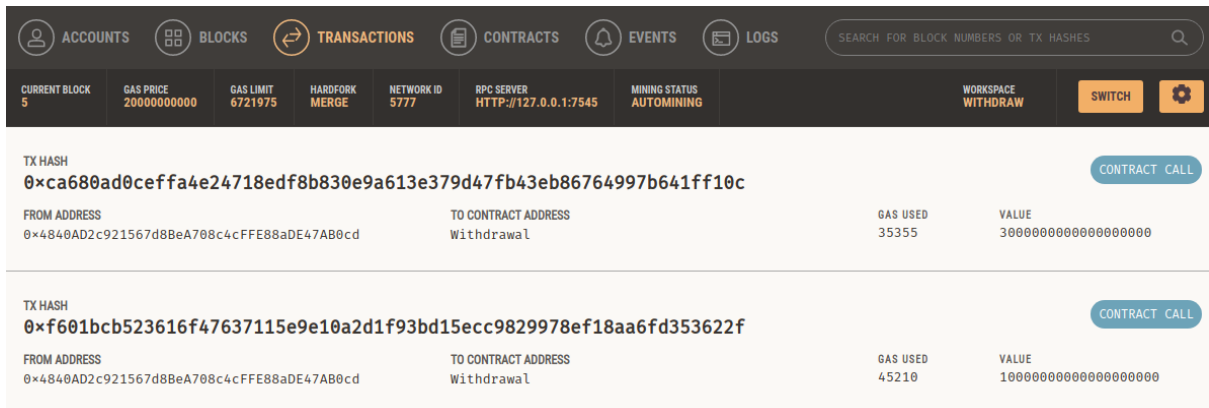 ACCOUNTS BLOCKS TRANSACTIONS CONTRACTS EVENTS LOGS SEARCH FOR BLOCK NUMBERS OR TX HASHES
CURRENT BLOCK GAS PRICE GAS LIMIT HARDFORK NETWORK ID RPC SERVER MINING STATUS WORKSPACE
5 20000000000 6721975 MERGE 5777 HTTP://127.0.0.1:7545 AUTOMINING WITHDRAW SWITCH
TX HASH
0×ca680ad0ceffa4e24718edf8b830e9a613e379d47fb43eb86764997b641ff10c CONTRACT CALL
FROM ADDRESS TO CONTRACT ADDRESS GAS USED VALUE
0×4840AD2c921567d8BeA708c4cFFE88aDE47AB0cd Withdrawal 35355 3000000000000000000
TX HASH
0×f601bcb523616f47637115e9e10a2d1f93bd15ecc9829978ef18aa6fd353622f CONTRACT CALL
FROM ADDRESS TO CONTRACT ADDRESS GAS USED VALUE
0×4840AD2c921567d8BeA708c4cFFE88aDE47AB0cd Withdrawal 45210 10000000000000000000